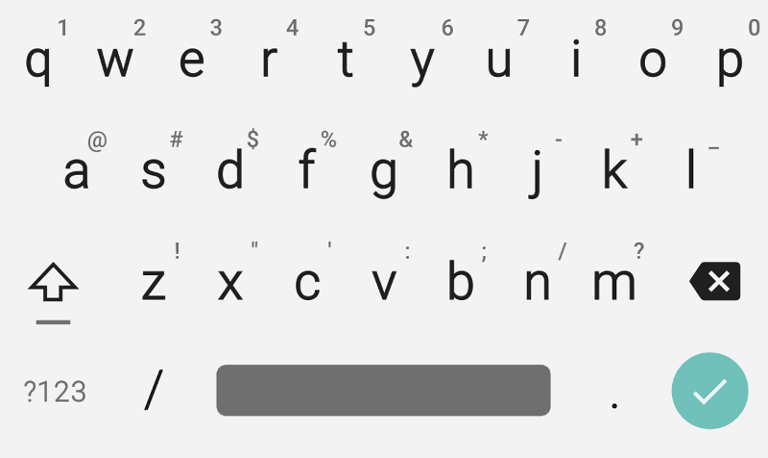 1 2 3 4 5 6 7 8 9 0
q w e r t y u i o p
@ # $ % & * - + _
a s d f g h j k l
! " ' : ; / ?
z x c v b n m
?123 / .